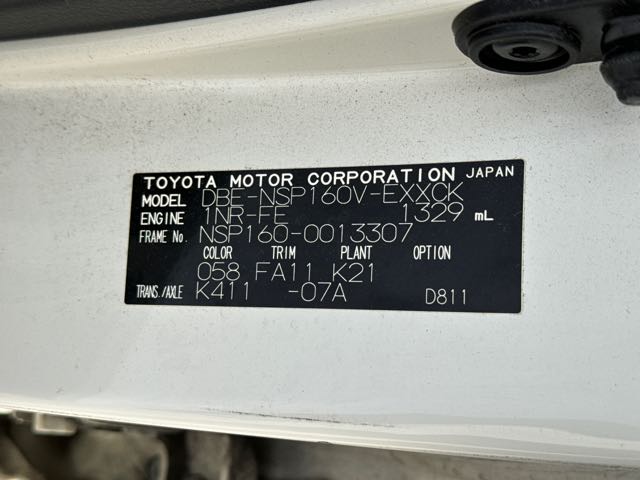 TOYOTA MOTOR CORPORATION JAPAN
MODEL DBE-NSP160V-EXXCK
ENGINE 1NR-FE 1329 mL
FRAME No. NSP160-0013307
COLOR TRIM PLANT OPTION
058 FA11 K21
TRANS./AXLE K411 -07A D811